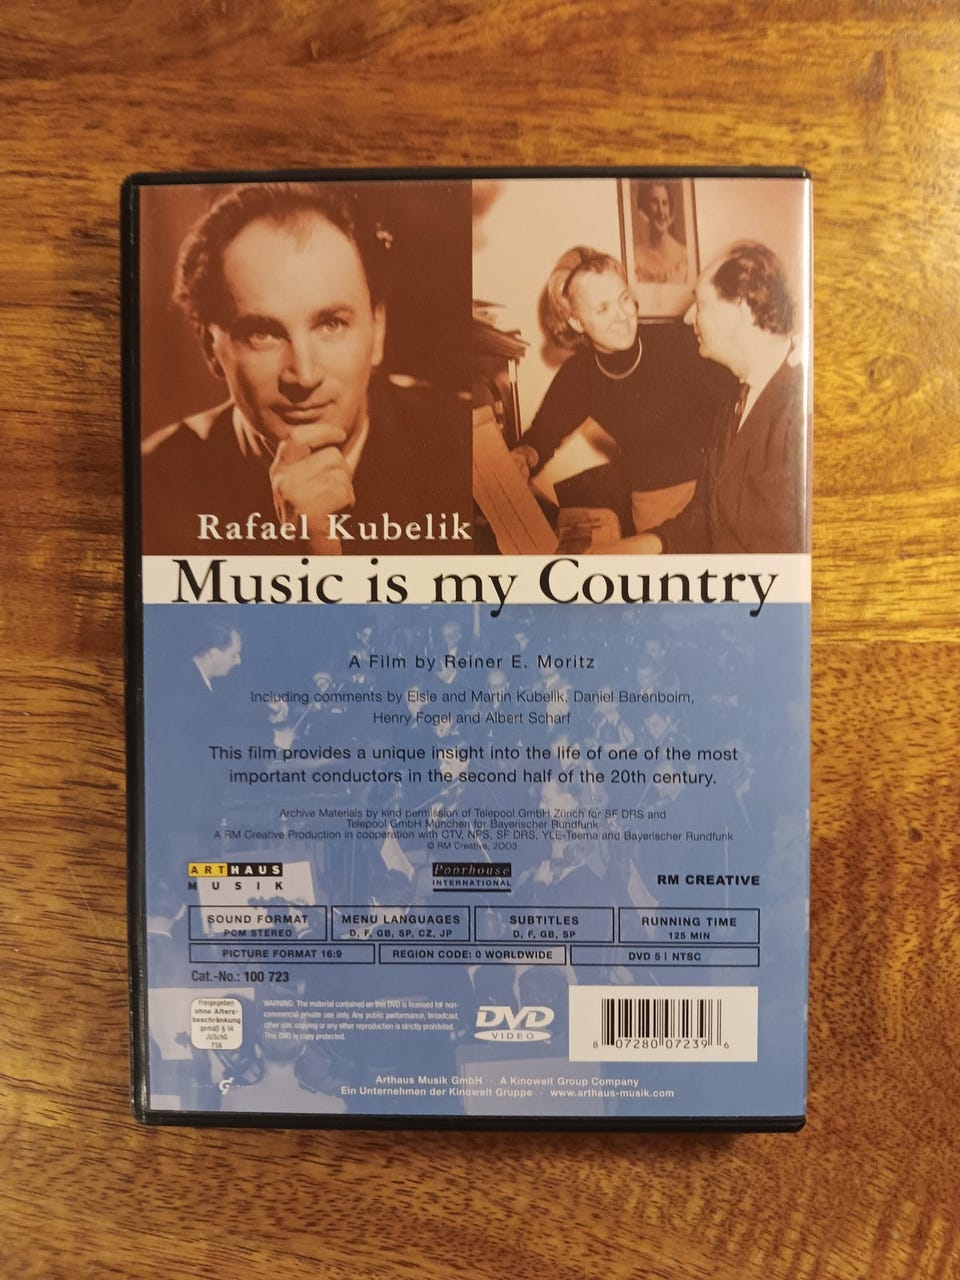 Rafael Kubelik
Music is my Country
A Film by Reiner E. Moritz
Including comments by Elsie and Martin Kubelik, Daniel Barenboim,
Henry Fogel and Albert Scharf
This film provides a unique insight into the life of one of the most
important conductors in the second half of the 20th century.
Archive Materials by kind permission of Telepool GmbH Zürich for SF DRS and
Telepool GmbH München for Bayerischer Rundfunk
A RM Creative Production in cooperation with CTV, NPS, SF DRS, YLE-Teema and Bayerischer Rundfunk
© RM Creative, 2003
ARTHAUS
MUSIK
Poorhouse
INTERNATIONAL
RM CREATIVE
SOUND FORMAT
PCM STEREO
MENU LANGUAGES
D, F, GB, SP, CZ, JP
SUBTITLES
D, F, GB, SP
RUNNING TIME
125 MIN
PICTURE FORMAT 16:9
REGION CODE: 0 WORLDWIDE
DVD 5 | NTSC
Cat.-No.: 100 723
Freigegeben
ohne Alters-
beschränkung
gemäß § 14
JÖSchG
FSK
WARNING: The material contained on this DVD is licensed for non-
commercial private use only. Any public performance, broadcast,
other use, copying or any other reproduction is strictly prohibited.
This DVD is copy protected.
DVD
VIDEO
TM
8 07280 07239 6
Arthaus Musik GmbH · A Kinowelt Group Company
Ein Unternehmen der Kinowelt Gruppe · www.arthaus-musik.com